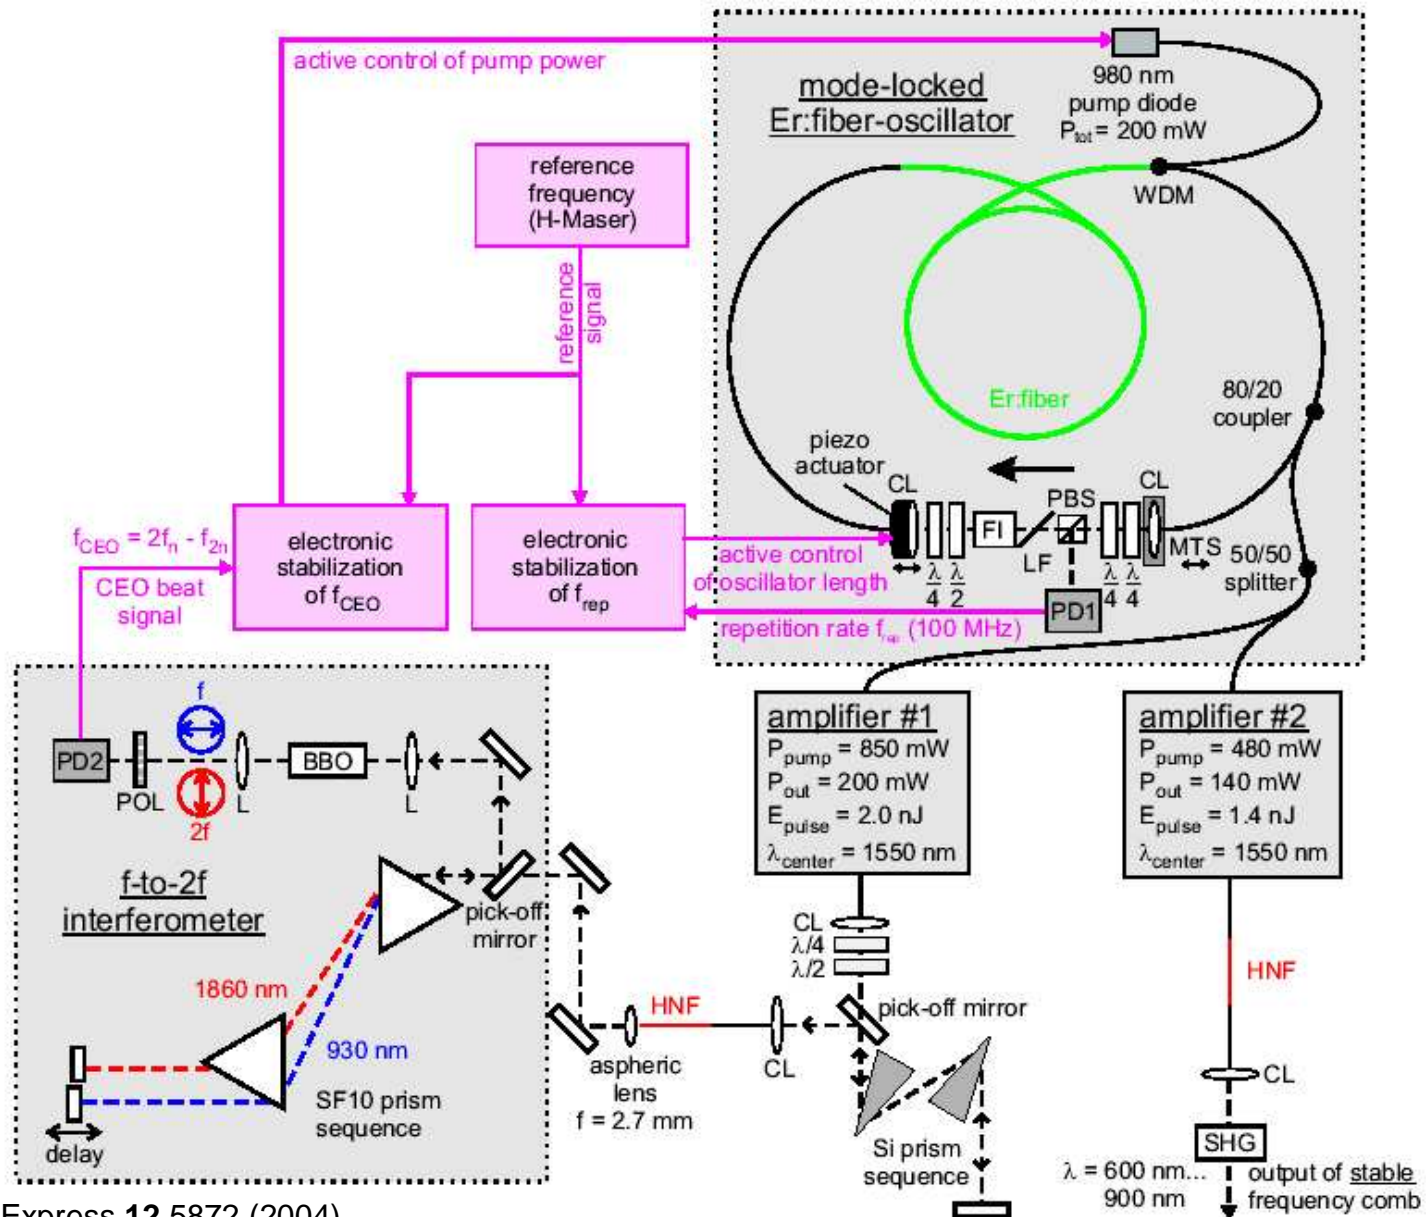 active control of pump power
mode-locked
Er:fiber-oscillator
980 nm
pump diode
P_tot = 200 mW
WDM
reference
frequency
(H-Maser)
reference
signal
Er:fiber
80/20
coupler
piezo
actuator
CL
FI
LF
PBS
CL
MTS
50/50
splitter
λ/4
λ/2
λ/4
λ/4
PD1
f_CEO = 2f_n - f_2n
CEO beat
signal
electronic
stabilization
of f_CEO
electronic
stabilization
of f_rep
active control
of oscillator length
repetition rate f_rep (100 MHz)
f
PD2
POL
2f
L
BBO
L
f-to-2f
interferometer
pick-off
mirror
1860 nm
930 nm
SF10 prism
sequence
delay
amplifier #1
P_pump = 850 mW
P_out = 200 mW
E_pulse = 2.0 nJ
λ_center = 1550 nm
amplifier #2
P_pump = 480 mW
P_out = 140 mW
E_pulse = 1.4 nJ
λ_center = 1550 nm
CL
λ/4
λ/2
pick-off mirror
HNF
aspheric
lens
f = 2.7 mm
CL
Si prism
sequence
HNF
CL
SHG
λ = 600 nm...
900 nm
output of stable
frequency comb
Express 12 5872 (2004)